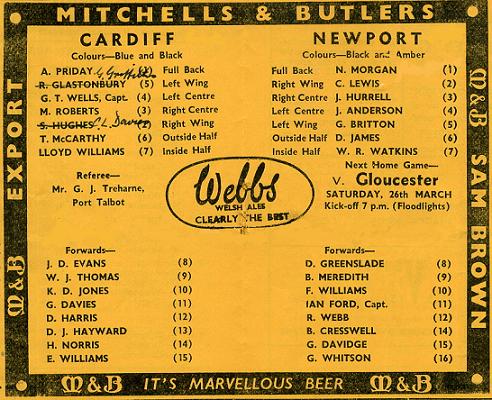 MITCHELLS & BUTLERS
EXPORT
M&B
M&B
SAM BROWN
CARDIFF
Colours—Blue and Black
A. PRIDAY G. Griffiths (2) Full Back
R. GLASTONBURY (5) Left Wing
G. T. WELLS, Capt. (4) Left Centre
M. ROBERTS (3) Right Centre
S. HUGHES C. L. Davies (2) Right Wing
T. McCARTHY (6) Outside Half
LLOYD WILLIAMS (7) Inside Half
Referee—
Mr. G. J. Treharne,
Port Talbot
NEWPORT
Colours—Black and Amber
Full Back N. MORGAN (1)
Right Wing C. LEWIS (2)
Right Centre J. HURRELL (3)
Left Centre J. ANDERSON (4)
Left Wing G. BRITTON (5)
Outside Half D. JAMES (6)
Inside Half W. R. WATKINS (7)
Next Home Game—
V. Gloucester
SATURDAY, 26th MARCH
Kick-off 7 p.m. (Floodlights)
Webbs
WELSH ALES
CLEARLY THE BEST
Forwards—
J. D. EVANS (8)
W. J. THOMAS (9)
K. D. JONES (10)
G. DAVIES (11)
D. HARRIS (12)
D. J. HAYWARD (13)
H. NORRIS (14)
E. WILLIAMS (15)
Forwards—
D. GREENSLADE (8)
B. MEREDITH (9)
F. WILLIAMS (10)
IAN FORD, Capt. (11)
R. WEBB (12)
B. CRESSWELL (14)
G. DAVIDGE (15)
G. WHITSON (16)
M&B IT'S MARVELLOUS BEER M&B